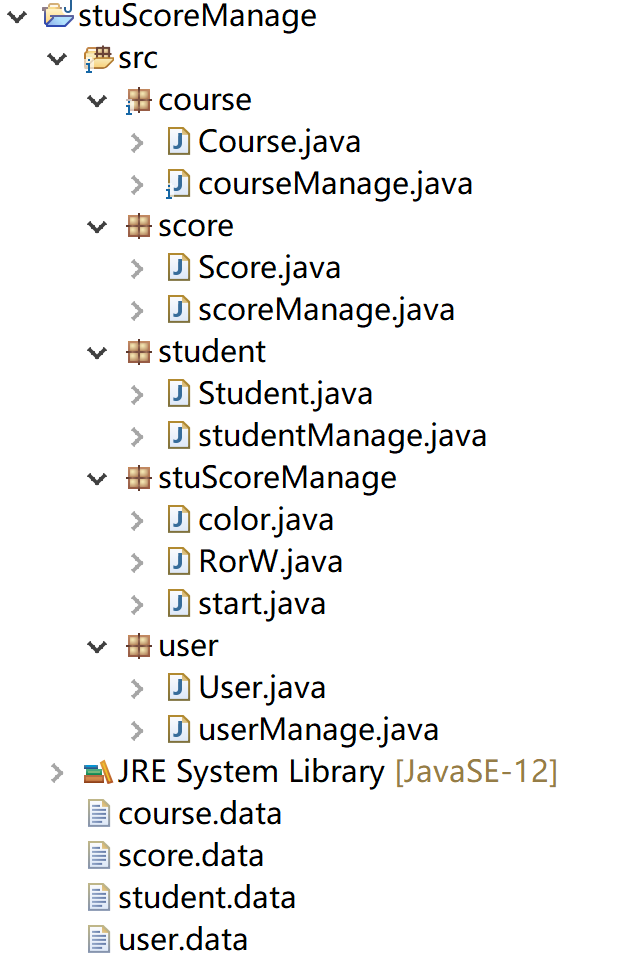 stuScoreManage
src
course
Course.java
courseManage.java
score
Score.java
scoreManage.java
student
Student.java
studentManage.java
stuScoreManage
color.java
RorW.java
start.java
user
User.java
userManage.java
JRE System Library [JavaSE-12]
course.data
score.data
student.data
user.data